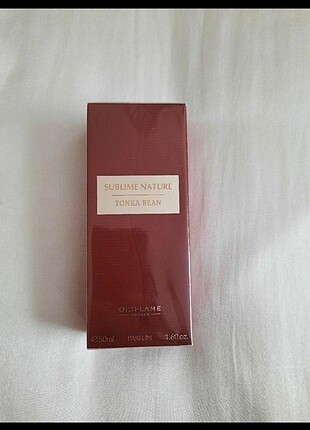 SUBLIME NATURE
TONKA BEAN
ORIFLAME
SWEDEN
℮ 50ml PARFUM 1.6fl.oz.